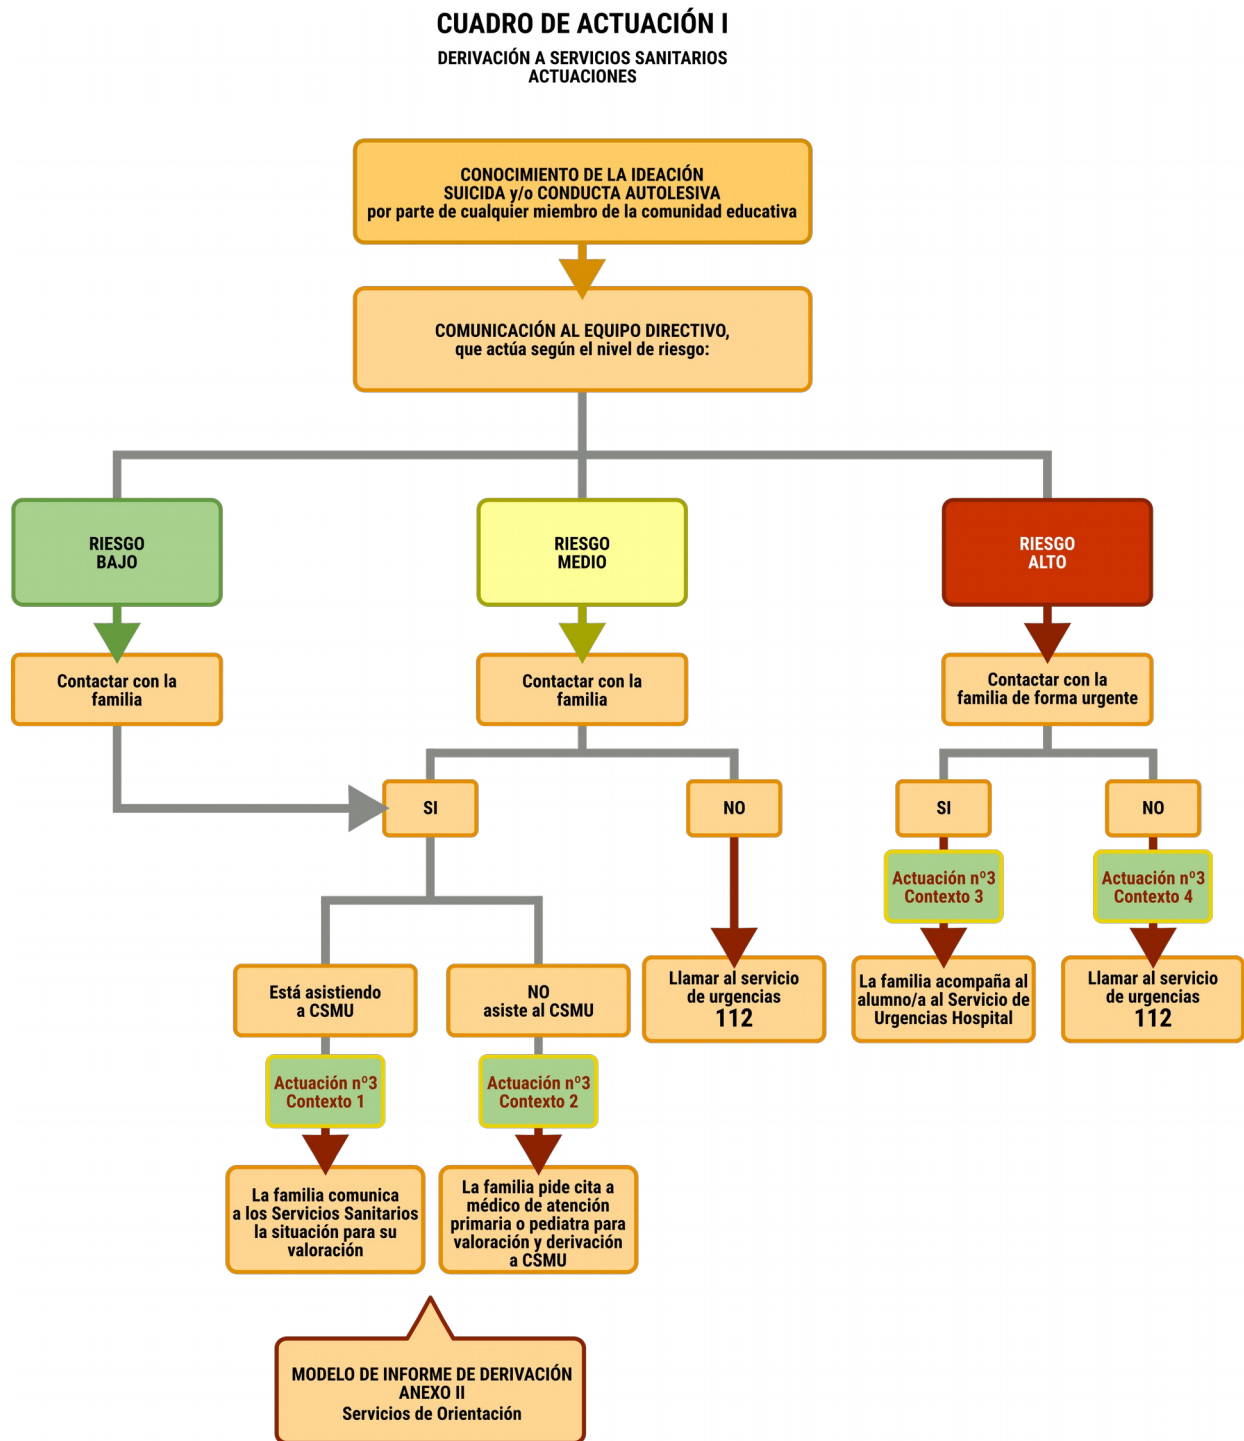 CUADRO DE ACTUACIÓN I
DERIVACIÓN A SERVICIOS SANITARIOS
ACTUACIONES
CONOCIMIENTO DE LA IDEACIÓN
SUICIDA y/o CONDUCTA AUTOLESIVA
por parte de cualquier miembro de la comunidad educativa
COMUNICACIÓN AL EQUIPO DIRECTIVO,
que actúa según el nivel de riesgo:
RIESGO
BAJO
RIESGO
MEDIO
RIESGO
ALTO
Contactar con la
familia
Contactar con la
familia
Contactar con la
familia de forma urgente
SI
NO
SI
NO
Actuación nº3
Contexto 3
Actuación nº3
Contexto 4
Está asistiendo
a CSMU
NO
asiste al CSMU
Llamar al servicio
de urgencias
112
La familia acompaña al
alumno/a al Servicio de
Urgencias Hospital
Llamar al servicio
de urgencias
112
Actuación nº3
Contexto 1
Actuación nº3
Contexto 2
La familia comunica
a los Servicios Sanitarios
la situación para su
valoración
La familia pide cita a
médico de atención
primaria o pediatra para
valoración y derivación
a CSMU
MODELO DE INFORME DE DERIVACIÓN
ANEXO II
Servicios de Orientación